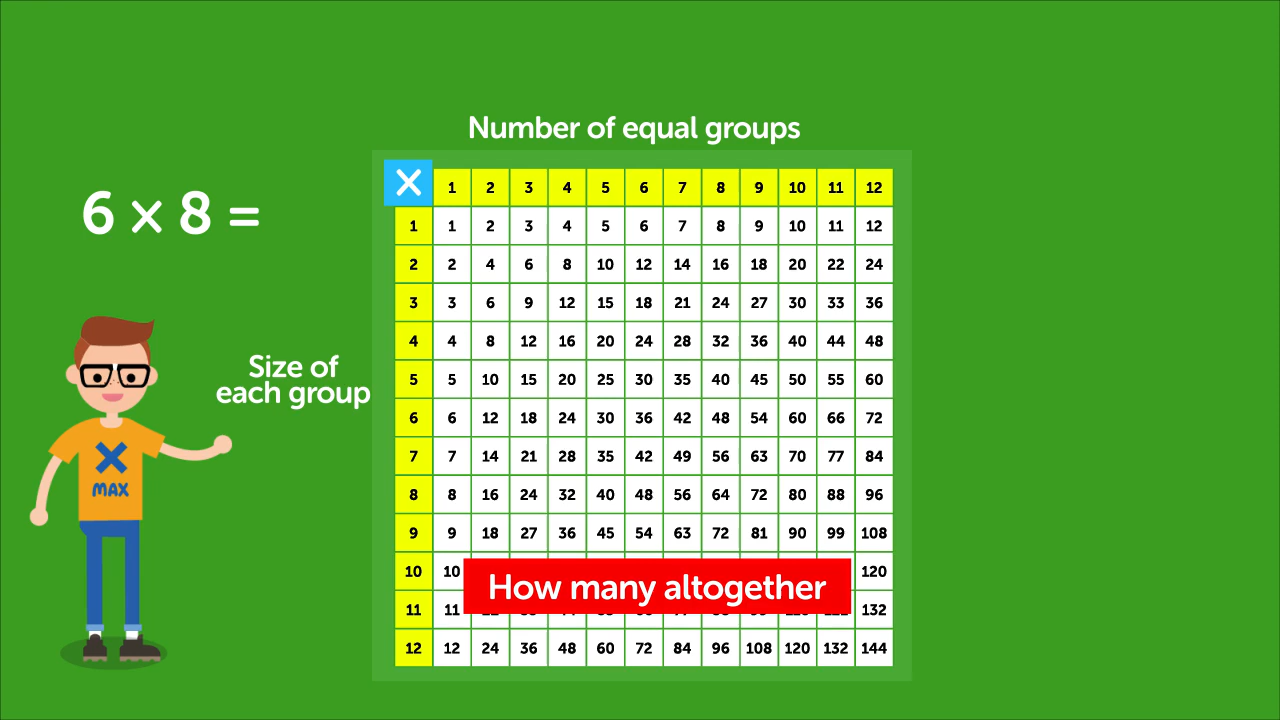 Number of equal groups
6 x 8 =
X 1 2 3 4 5 6 7 8 9 10 11 12
1 1 2 3 4 5 6 7 8 9 10 11 12
2 2 4 6 8 10 12 14 16 18 20 22 24
3 3 6 9 12 15 18 21 24 27 30 33 36
4 4 8 12 16 20 24 28 32 36 40 44 48
Size of
each group
5 5 10 15 20 25 30 35 40 45 50 55 60
6 6 12 18 24 30 36 42 48 54 60 66 72
7 7 14 21 28 35 42 49 56 63 70 77 84
X
MAX
8 8 16 24 32 40 48 56 64 72 80 88 96
9 9 18 27 36 45 54 63 72 81 90 99 108
10 10 120
How many altogether
11 11 132
12 12 24 36 48 60 72 84 96 108 120 132 144